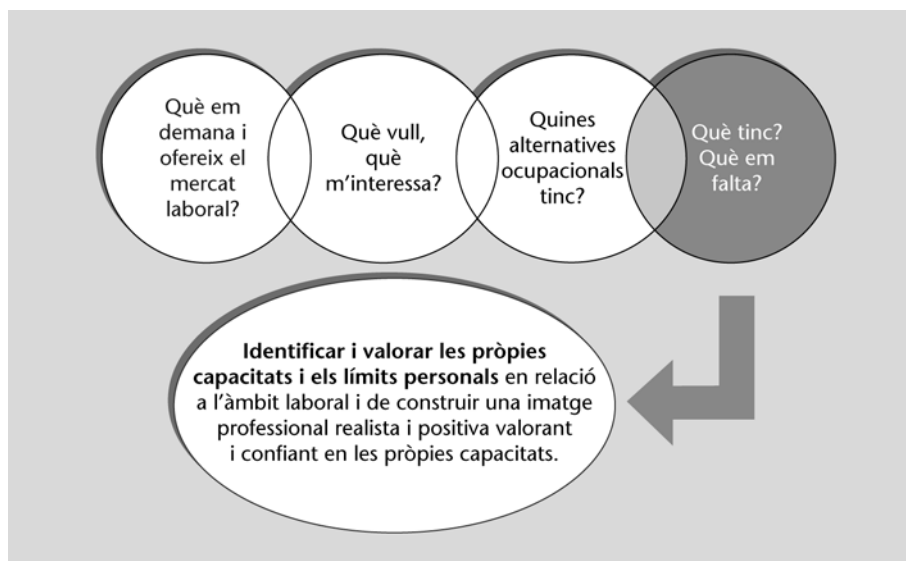 Què em
demana i
ofereix el
mercat
laboral?
Què vull,
què
m'interessa?
Quines
alternatives
ocupacionals
tinc?
Què tinc?
Què em
falta?
Identificar i valorar les pròpies
capacitats i els límits personals en relació
a l'àmbit laboral i de construir una imatge
professional realista i positiva valorant
i confiant en les pròpies capacitats.